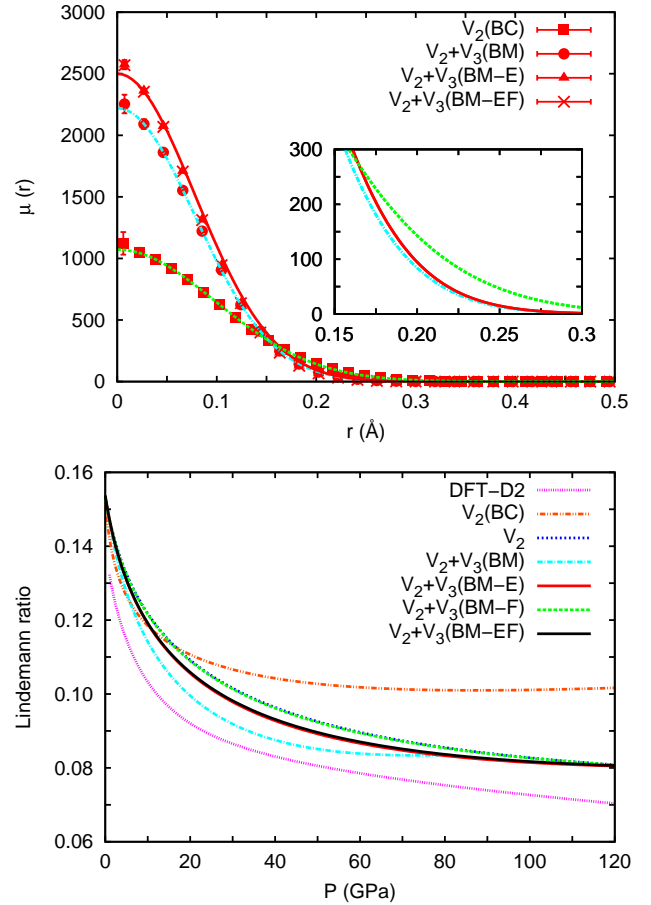 3000
2500
2000
1500
1000
500
0
μ (r)
V₂(BC)
V₂+V₃(BM)
V₂+V₃(BM−E)
V₂+V₃(BM−EF)
300
200
100
0
0.15 0.20 0.25 0.3
0 0.1 0.2 0.3 0.4 0.5
r (Å)
0.16
0.14
0.12
0.10
0.08
0.06
Lindemann ratio
DFT−D2
V₂(BC)
V₂
V₂+V₃(BM)
V₂+V₃(BM−E)
V₂+V₃(BM−F)
V₂+V₃(BM−EF)
0 20 40 60 80 100 120
P (GPa)